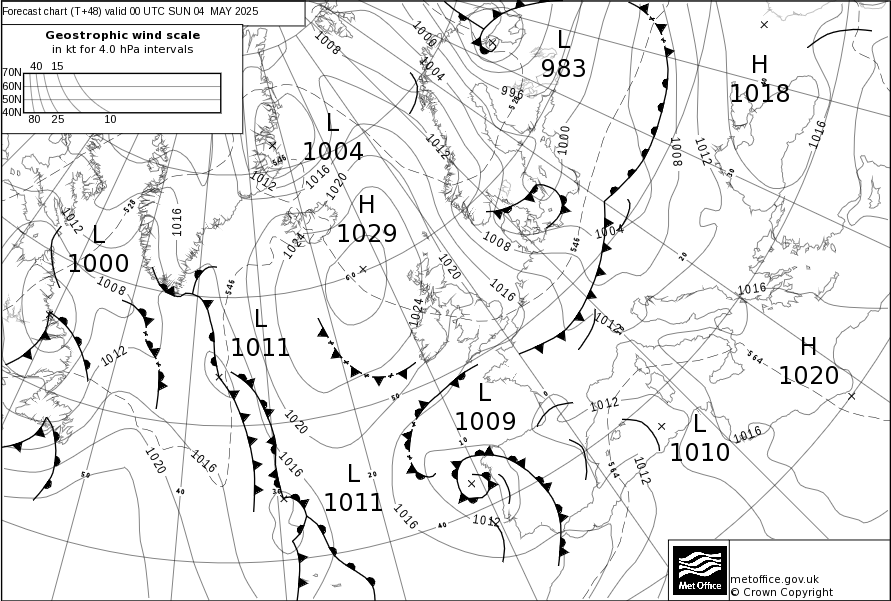 Forecast chart (T+48) valid 00 UTC SUN 04 MAY 2025
Geostrophic wind scale
in kt for 4.0 hPa intervals
40 15
70N
60N
50N
40N
80 25 10
1008
1000
1004
L
983
H
1018
996
528
L
1004
546
1012
1016
1020
1012
1000
1008
1012
1016
H
1029
1024
1012
528
1016
L
1000
1008
546
60
1020
1008
1016
1004
546
20
30
1016
1024
1012
L
1011
1012
564
H
1020
50
0
L
1009
1012
L
1010
1016
1020
10
1020
1016
1016
50
40
30
L
1011
20
1016
40
1012
564
1012
metoffice.gov.uk
© Crown Copyright
Met Office